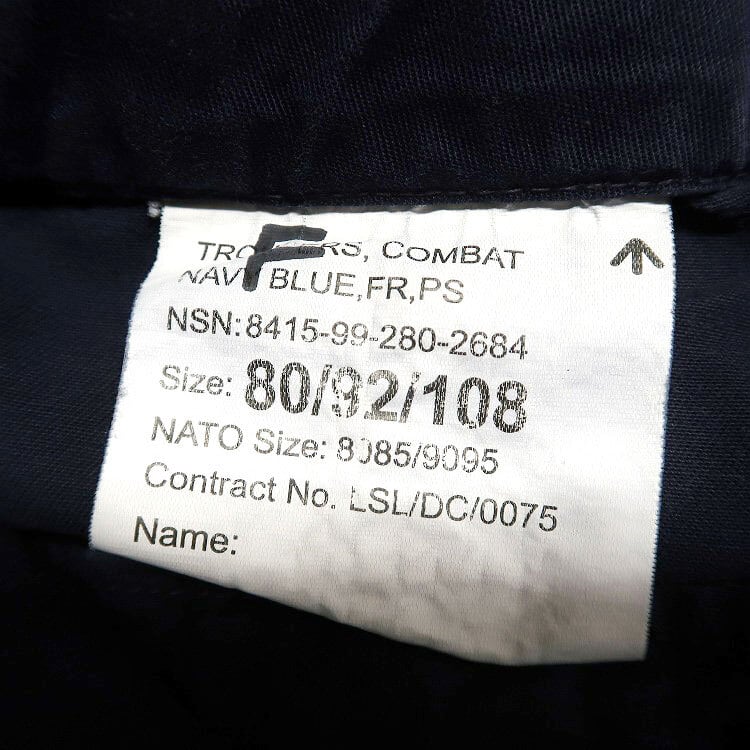 TROUSERS, COMBAT
NAVY BLUE,FR,PS
NSN:8415-99-280-2684
Size: 80/92/108
NATO Size: 8085/9095
Contract No. LSL/DC/0075
Name:
F